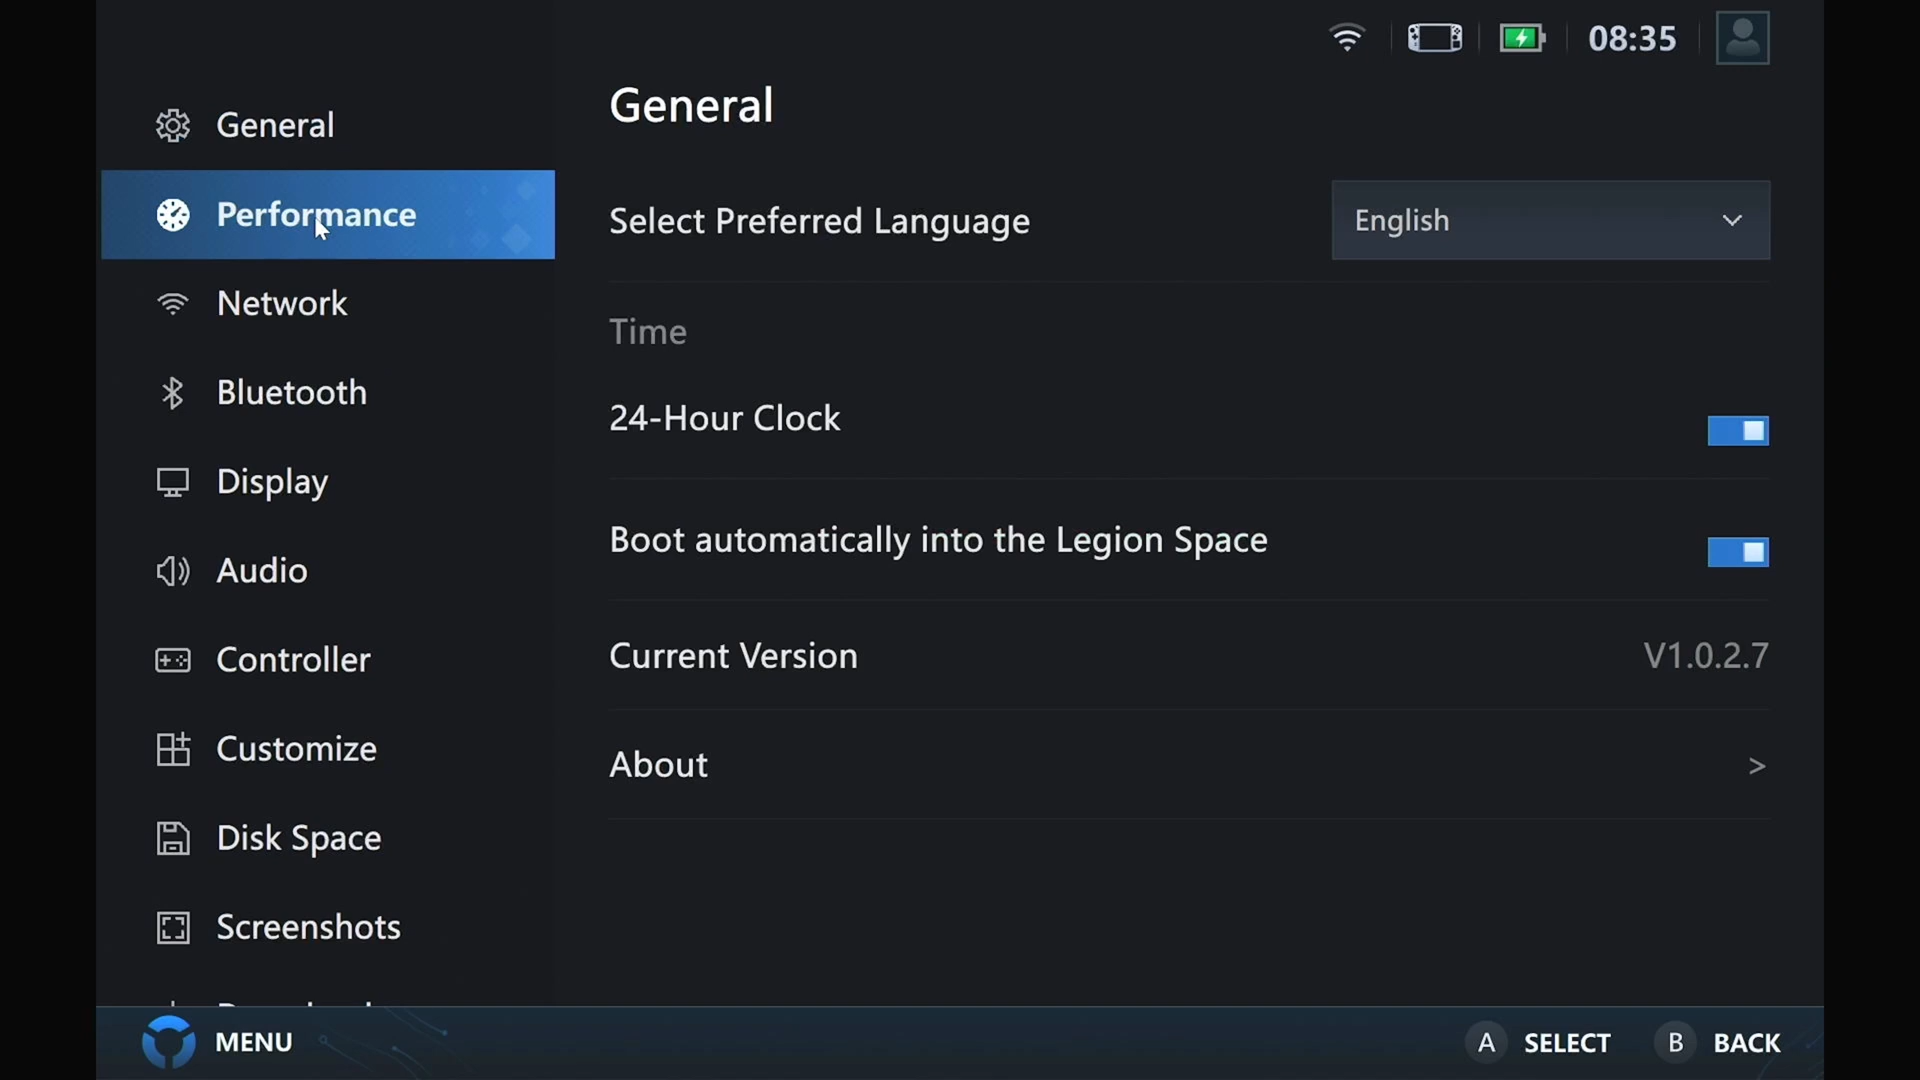 08:35
General
Performance
Network
Bluetooth
Display
Audio
Controller
Customize
Disk Space
Screenshots
General
Select Preferred Language
English
Time
24-Hour Clock
Boot automatically into the Legion Space
Current Version
V1.0.2.7
About
>
MENU
A SELECT
B BACK